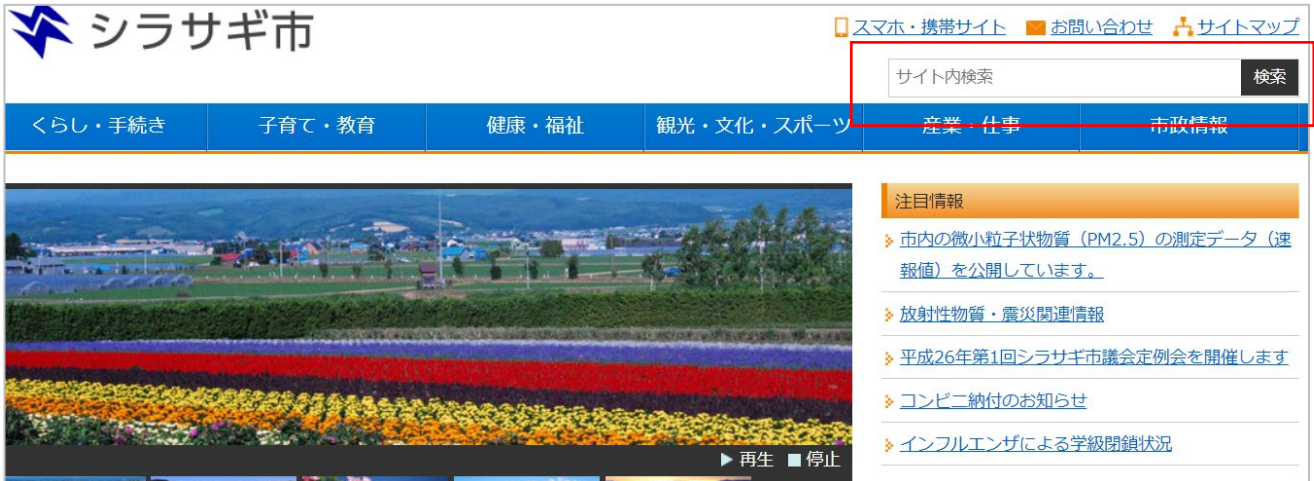 シラサギ市
スマホ・携帯サイト お問い合わせ サイトマップ
サイト内検索 検索
くらし・手続き 子育て・教育 健康・福祉 観光・文化・スポーツ 産業・仕事 市政情報
注目情報
市内の微小粒子状物質（PM2.5）の測定データ（速
報値）を公開しています。
放射性物質・震災関連情報
平成26年第1回シラサギ市議会定例会を開催します
コンビニ納付のお知らせ
インフルエンザによる学級閉鎖状況
再生 停止